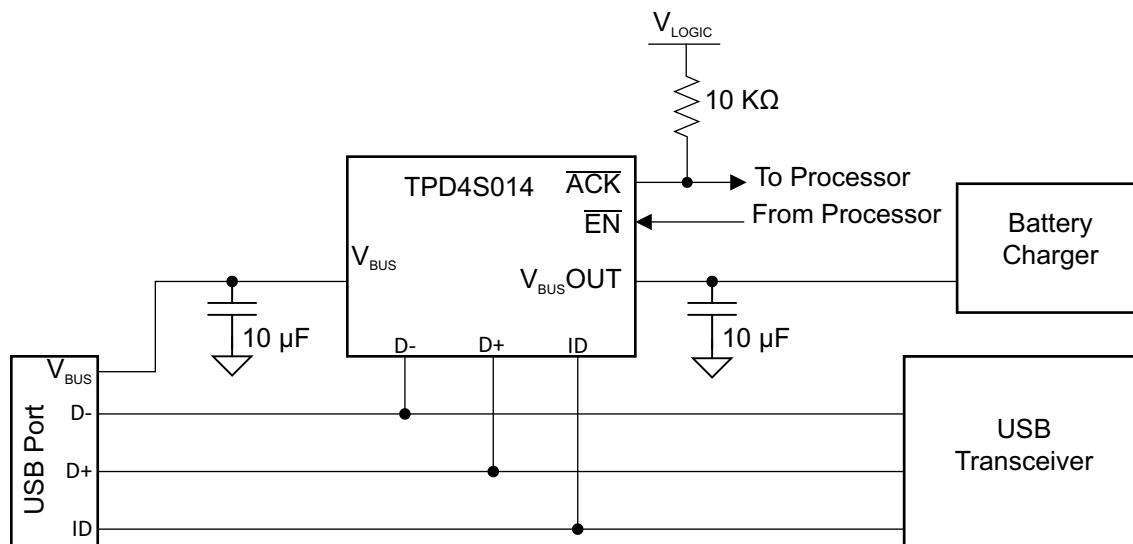 VLOGIC
10 KΩ
TPD4S014
ACK
To Processor
EN
From Processor
Battery
Charger
VBUS
VBUSOUT
10 µF
10 µF
D-
D+
ID
USB Port
VBUS
D-
D+
ID
USB
Transceiver